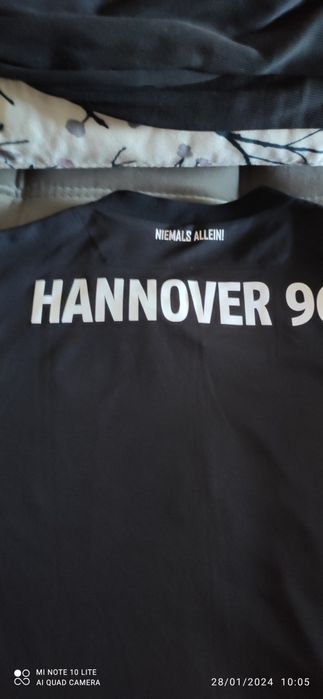 NIEMALS ALLEIN!
HANNOVER 96
MI NOTE 10 LITE
AI QUAD CAMERA
28/01/2024 10:05